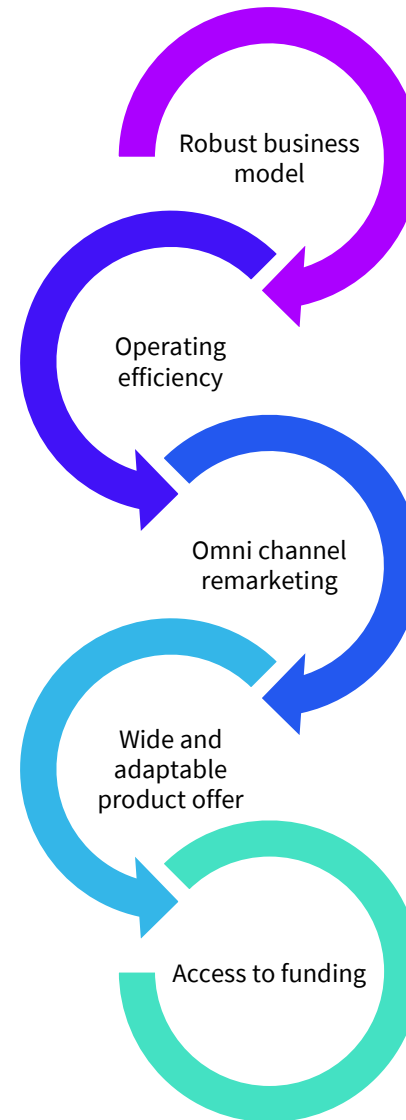 Robust business
model
Operating
efficiency
Omni channel
remarketing
Wide and
adaptable
product offer
Access to funding